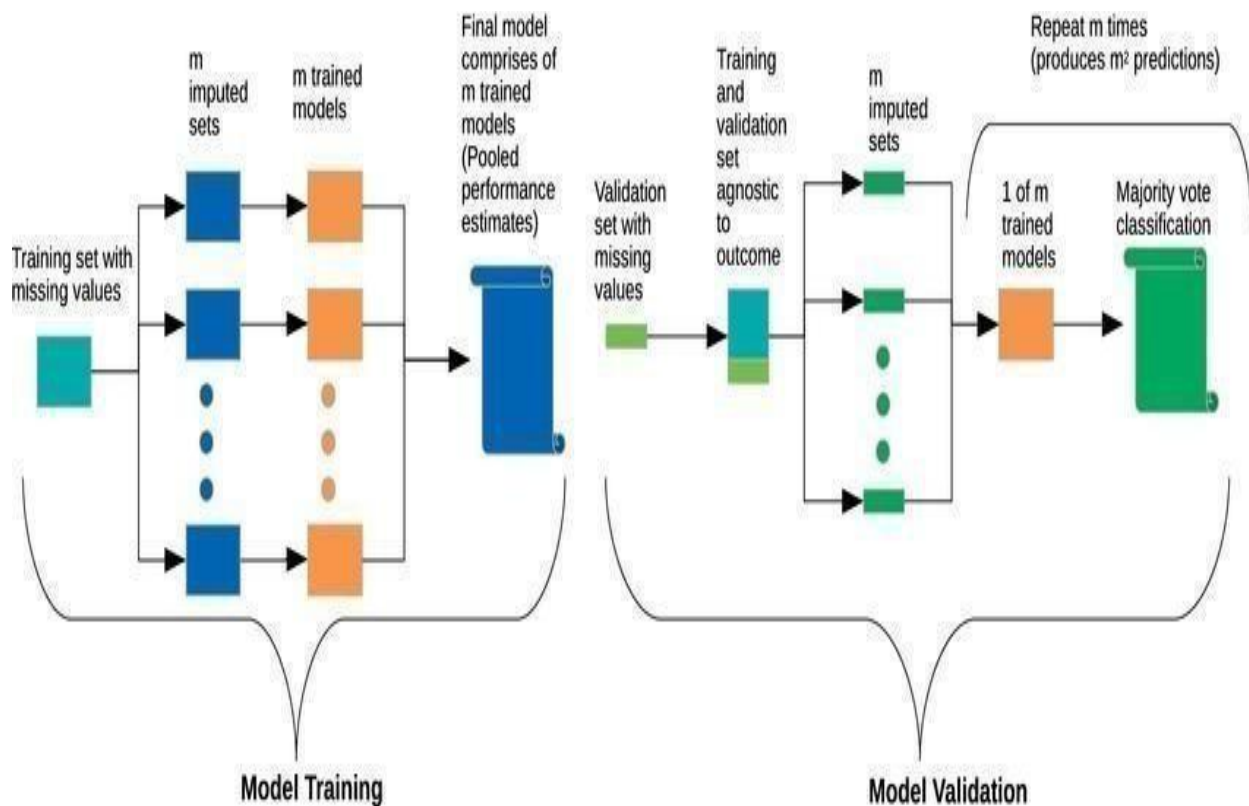 Training set with
missing values
m
imputed
sets
m trained
models
Final model
comprises of
m trained
models
(Pooled
performance
estimates)
Model Training
Validation
set with
missing
values
Training
and
validation
set
agnostic
to
outcome
m
imputed
sets
Repeat m times
(produces m² predictions)
1 of m
trained
models
Majority vote
classification
Model Validation